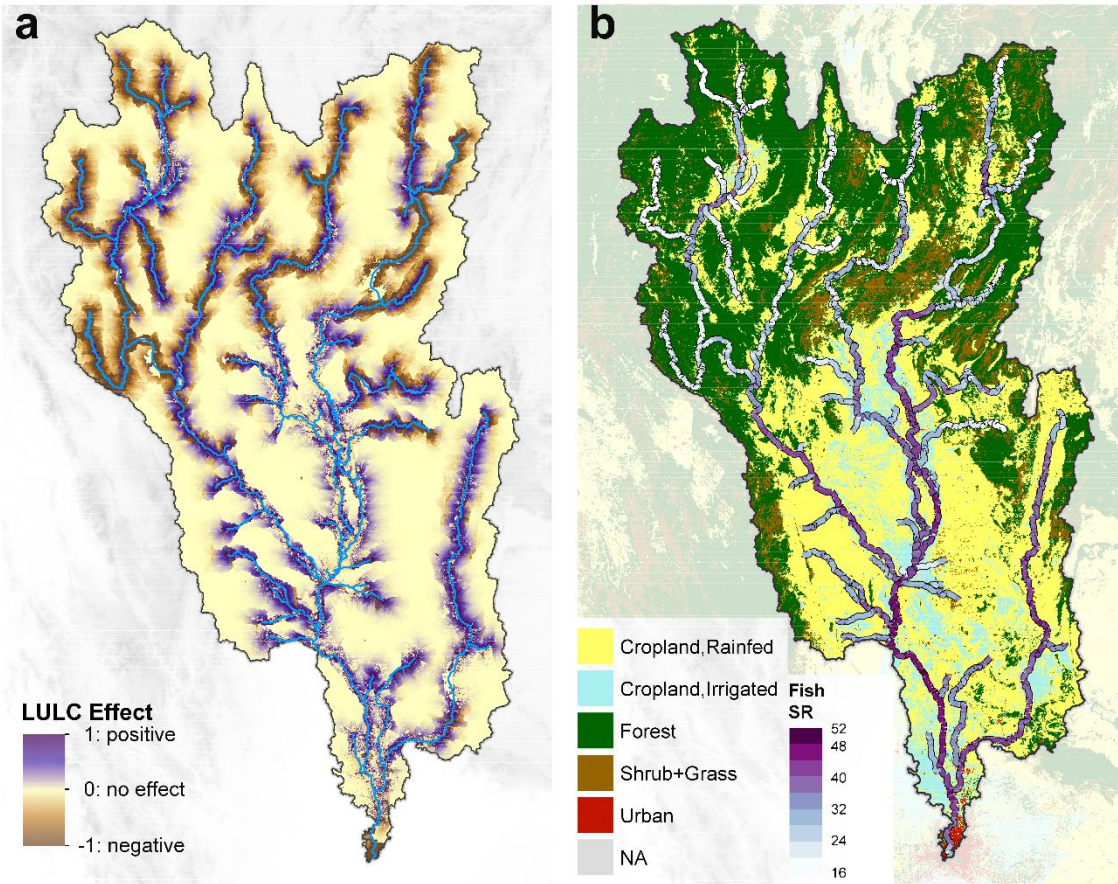 a
b
LULC Effect
1: positive
0: no effect
-1: negative
Cropland,Rainfed
Cropland,Irrigated
Forest
Shrub+Grass
Urban
NA
Fish
SR
52
48
40
32
24
16